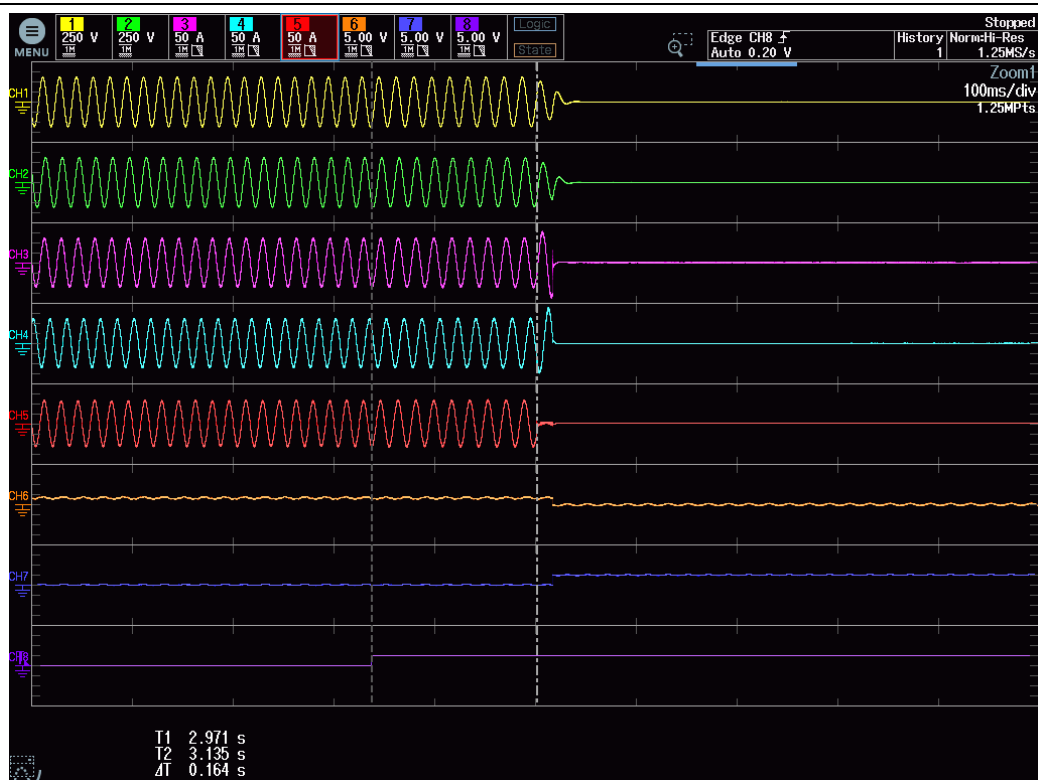 1 2 3 4 5 6 7 8 Logic Stopped
250 V 250 V 50 A 50 A 50 A 5.00 V 5.00 V 5.00 V Edge CH8 History Norm:Hi-Res
MENU 1M 1M 1M 1M 1M 1M 1M 1M State Auto 0.20 V 1 1.25MS/s
Zoom1
100ms/div
1.25MPts
CH1
CH2
CH3
CH4
CH5
CH6
CH7
CH8
T1 2.971 s
T2 3.135 s
ΔT 0.164 s